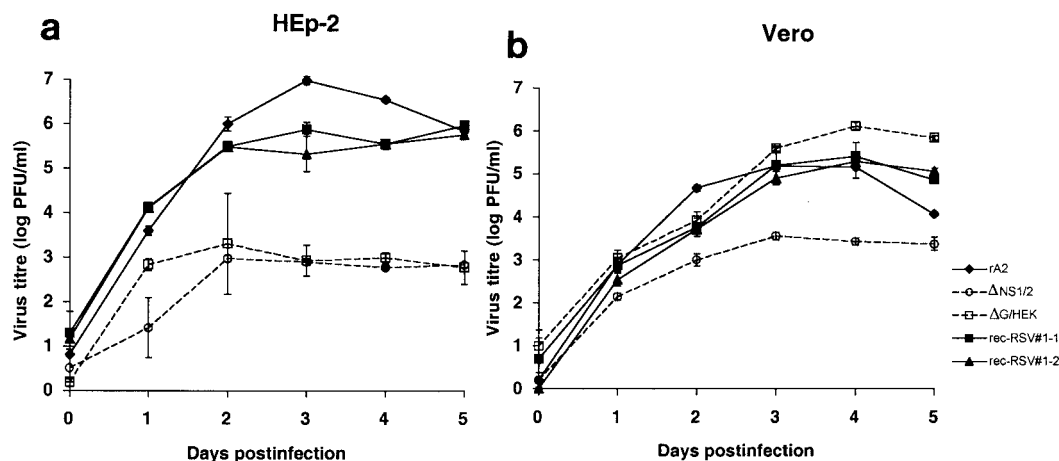 a
HEp-2
Virus titre (log PFU/ml)
7
6
5
4
3
2
1
0
0 1 2 3 4 5
Days postinfection
b
Vero
Virus titre (log PFU/ml)
7
6
5
4
3
2
1
0
0 1 2 3 4 5
Days postinfection
rA2
ΔNS1/2
ΔG/HEK
rec-RSV#1-1
rec-RSV#1-2